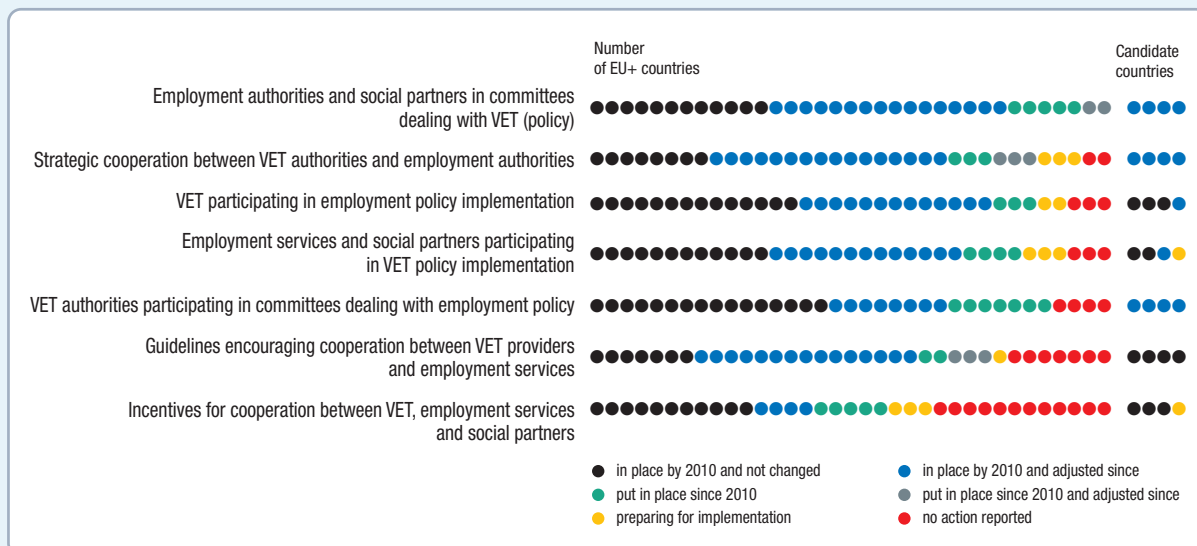 Number
of EU+ countries
Candidate
countries
Employment authorities and social partners in committees
dealing with VET (policy)
Strategic cooperation between VET authorities and employment authorities
VET participating in employment policy implementation
Employment services and social partners participating
in VET policy implementation
VET authorities participating in committees dealing with employment policy
Guidelines encouraging cooperation between VET providers
and employment services
Incentives for cooperation between VET, employment services
and social partners
in place by 2010 and not changed
in place by 2010 and adjusted since
put in place since 2010
put in place since 2010 and adjusted since
preparing for implementation
no action reported